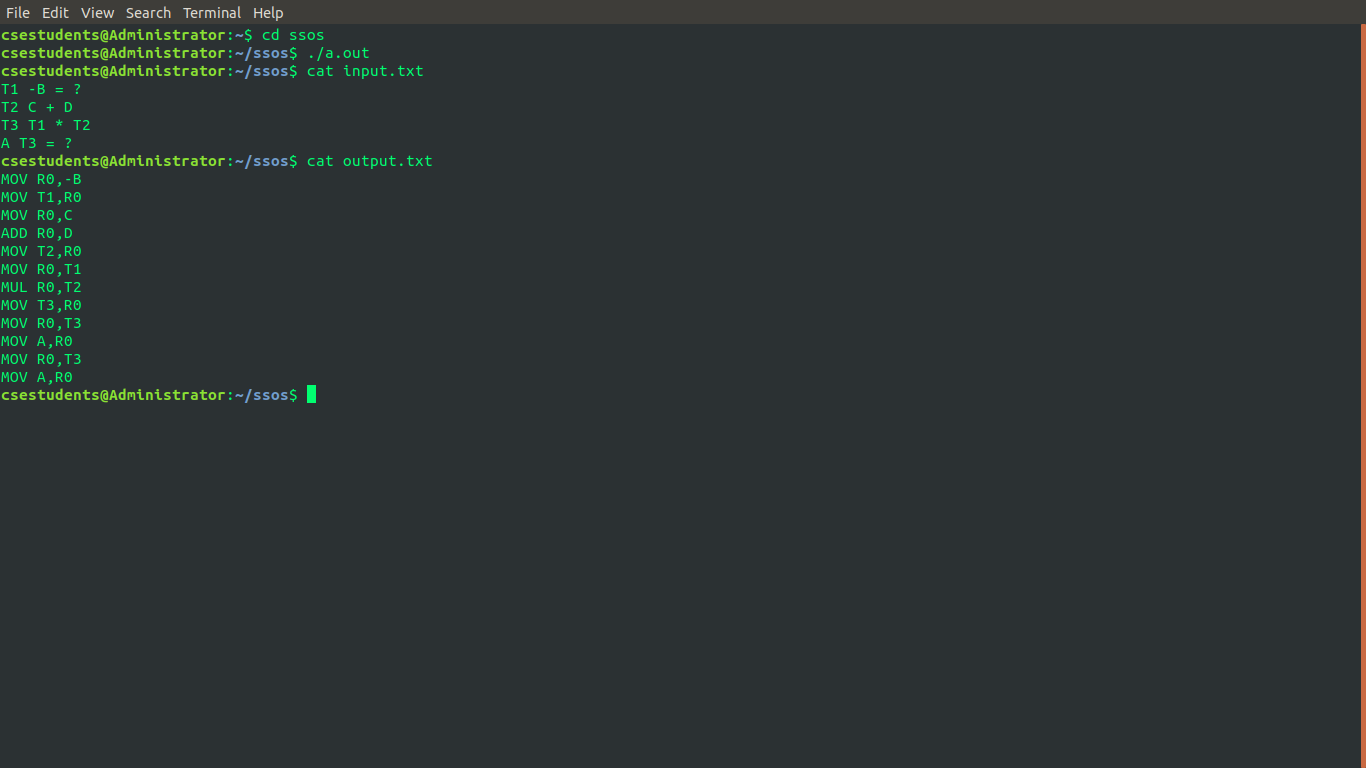 File Edit View Search Terminal Help
csestudents@Administrator:~$ cd ssos
csestudents@Administrator:~/ssos$ ./a.out
csestudents@Administrator:~/ssos$ cat input.txt
T1 -B = ?
T2 C + D
T3 T1 * T2
A T3 = ?
csestudents@Administrator:~/ssos$ cat output.txt
MOV R0,-B
MOV T1,R0
MOV R0,C
ADD R0,D
MOV T2,R0
MOV R0,T1
MUL R0,T2
MOV T3,R0
MOV R0,T3
MOV A,R0
MOV R0,T3
MOV A,R0
csestudents@Administrator:~/ssos$